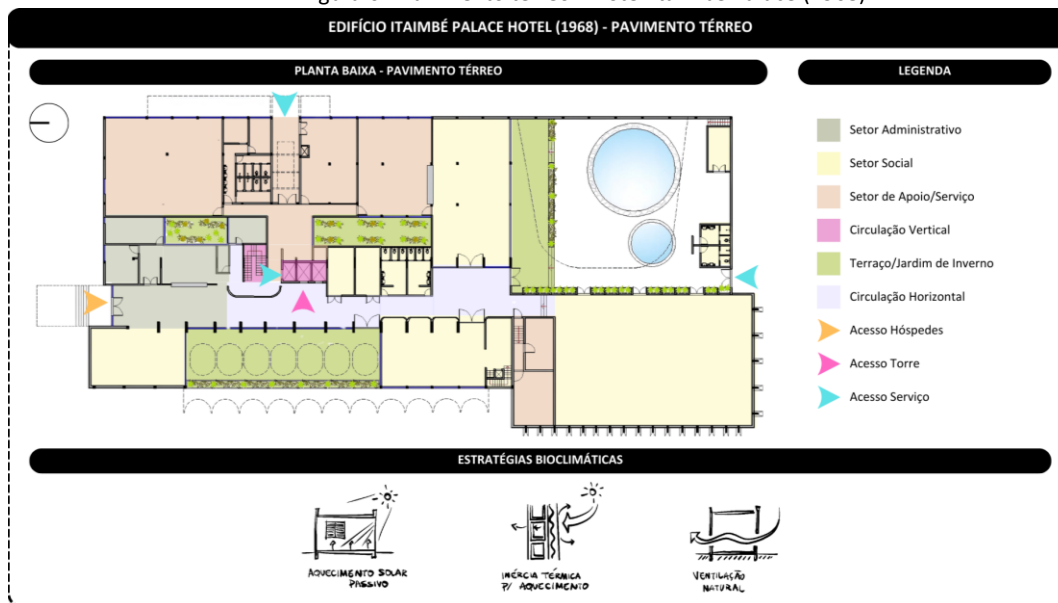 EDIFÍCIO ITAIMBÉ PALACE HOTEL (1968) - PAVIMENTO TÉRREO
PLANTA BAIXA - PAVIMENTO TÉRREO
LEGENDA
Setor Administrativo
Setor Social
Setor de Apoio/Serviço
Circulação Vertical
Terraço/Jardim de Inverno
Circulação Horizontal
Acesso Hóspedes
Acesso Torre
Acesso Serviço
ESTRATÉGIAS BIOCLIMÁTICAS
AQUECIMENTO SOLAR
PASSIVO
INÉRCIA TÉRMICA
P/ AQUECIMENTO
VENTILAÇÃO
NATURAL